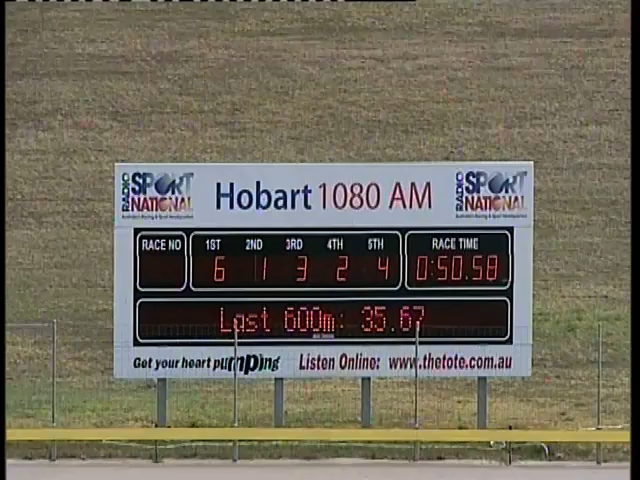 RADIO SPORT NATIONAL
Hobart 1080 AM
RADIO SPORT NATIONAL
RACE NO 1ST 2ND 3RD 4TH 5TH RACE TIME
6 1 3 2 4 0:50.58
Last 600m: 35.67
Get your heart pumping Listen Online: www.thetote.com.au